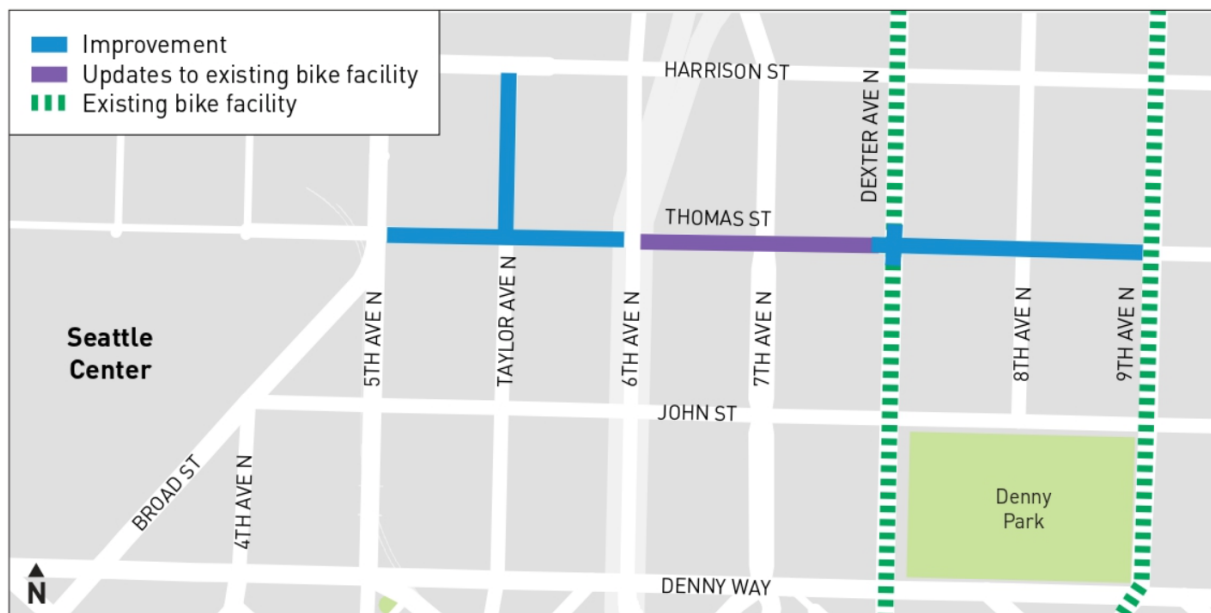 Improvement
Updates to existing bike facility
Existing bike facility
HARRISON ST
DEXTER AVE N
THOMAS ST
Seattle
Center
5TH AVE N
TAYLOR AVE N
6TH AVE N
7TH AVE N
8TH AVE N
9TH AVE N
JOHN ST
BROAD ST
4TH AVE N
Denny
Park
N
DENNY WAY